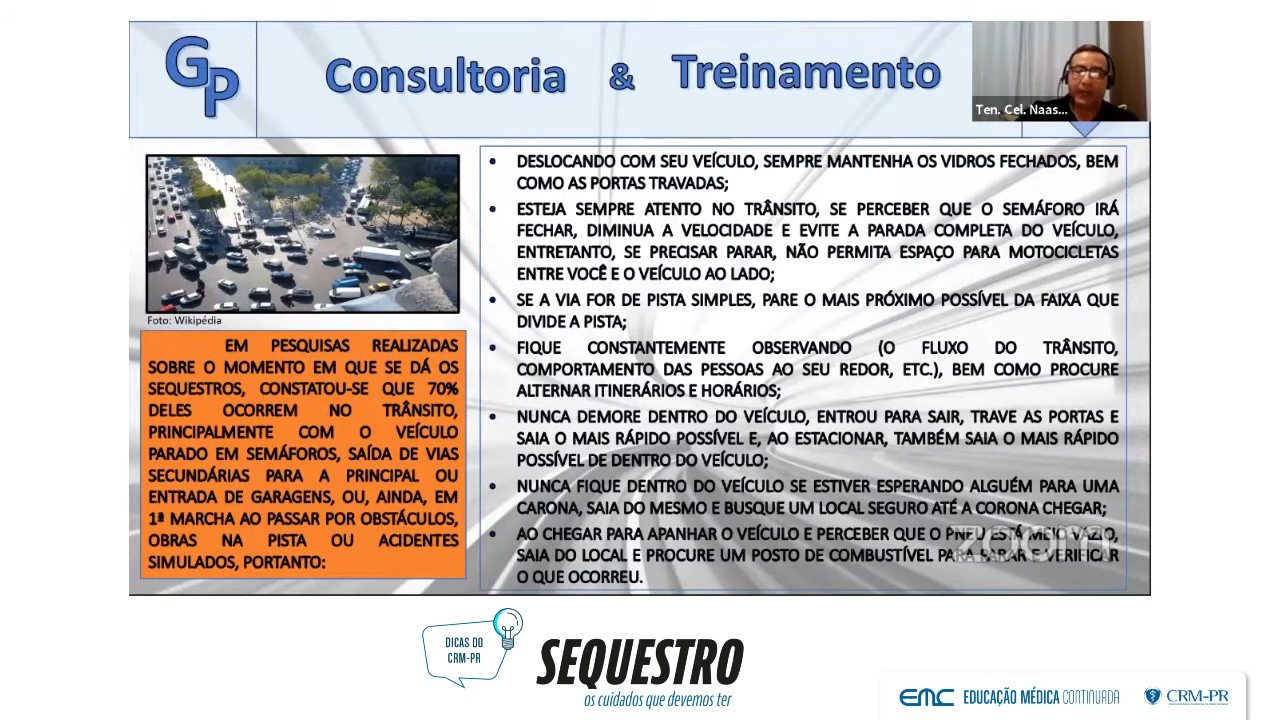 GP
Consultoria & Treinamento
Ten. Cel. Naas...
Foto: Wikipédia
EM PESQUISAS REALIZADAS
SOBRE O MOMENTO EM QUE SE DÁ OS
SEQUESTROS, CONSTATOU-SE QUE 70%
DELES OCORREM NO TRÂNSITO,
PRINCIPALMENTE COM O VEÍCULO
PARADO EM SEMÁFOROS, SAÍDA DE VIAS
SECUNDÁRIAS PARA A PRINCIPAL OU
ENTRADA DE GARAGENS, OU, AINDA, EM
1ª MARCHA AO PASSAR POR OBSTÁCULOS,
OBRAS NA PISTA OU ACIDENTES
SIMULADOS, PORTANTO:
• DESLOCANDO COM SEU VEÍCULO, SEMPRE MANTENHA OS VIDROS FECHADOS, BEM
COMO AS PORTAS TRAVADAS;
• ESTEJA SEMPRE ATENTO NO TRÂNSITO, SE PERCEBER QUE O SEMÁFORO IRÁ
FECHAR, DIMINUA A VELOCIDADE E EVITE A PARADA COMPLETA DO VEÍCULO,
ENTRETANTO, SE PRECISAR PARAR, NÃO PERMITA ESPAÇO PARA MOTOCICLETAS
ENTRE VOCÊ E O VEÍCULO AO LADO;
• SE A VIA FOR DE PISTA SIMPLES, PARE O MAIS PRÓXIMO POSSÍVEL DA FAIXA QUE
DIVIDE A PISTA;
• FIQUE CONSTANTEMENTE OBSERVANDO (O FLUXO DO TRÂNSITO,
COMPORTAMENTO DAS PESSOAS AO SEU REDOR, ETC.), BEM COMO PROCURE
ALTERNAR ITINERÁRIOS E HORÁRIOS;
• NUNCA DEMORE DENTRO DO VEÍCULO, ENTROU PARA SAIR, TRAVE AS PORTAS E
SAIA O MAIS RÁPIDO POSSÍVEL E, AO ESTACIONAR, TAMBÉM SAIA O MAIS RÁPIDO
POSSÍVEL DE DENTRO DO VEÍCULO;
• NUNCA FIQUE DENTRO DO VEÍCULO SE ESTIVER ESPERANDO ALGUÉM PARA UMA
CARONA, SAIA DO MESMO E BUSQUE UM LOCAL SEGURO ATÉ A CORONA CHEGAR;
• AO CHEGAR PARA APANHAR O VEÍCULO E PERCEBER QUE O PNEU ESTÁ MEIO VAZIO,
SAIA DO LOCAL E PROCURE UM POSTO DE COMBUSTÍVEL PARA PARAR E VERIFICAR
O QUE OCORREU.
zoom
DICAS DO
CRM-PR
SEQUESTRO
os cuidados que devemos ter
EMC EDUCAÇÃO MÉDICA CONTINUADA
CRM-PR